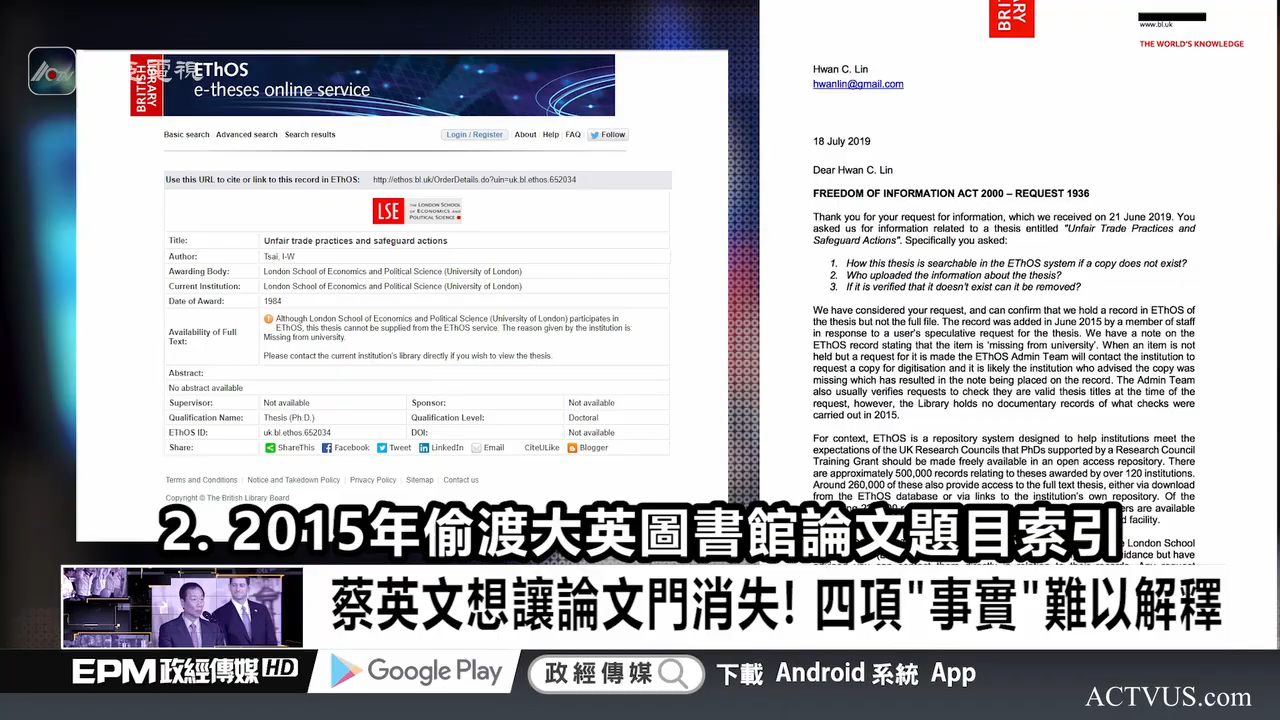 電視
BRITISH LIBRARY
EThOS
e-theses online service
Basic search Advanced search Search results
Login / Register About Help FAQ Follow
Use this URL to cite or link to this record in EThOS: http://ethos.bl.uk/OrderDetails.do?uin=uk.bl.ethos.652034
LSE THE LONDON SCHOOL OF ECONOMICS AND POLITICAL SCIENCE
Title: Unfair trade practices and safeguard actions
Author: Tsai, I-W
Awarding Body: London School of Economics and Political Science (University of London)
Current Institution: London School of Economics and Political Science (University of London)
Date of Award: 1984
Availability of Full Text:
Although London School of Economics and Political Science (University of London) participates in
EThOS, this thesis cannot be supplied from the EThOS service. The reason given by the institution is:
Missing from university.
Please contact the current institution's library directly if you wish to view the thesis.
Abstract:
No abstract available
Supervisor: Not available Sponsor: Not available
Qualification Name: Thesis (Ph.D.) Qualification Level: Doctoral
EThOS ID: uk.bl.ethos.652034 DOI: Not available
Share: ShareThis Facebook Tweet LinkedIn Email CiteULike Blogger
Terms and Conditions Notice and Takedown Policy Privacy Policy Sitemap Contact us
Copyright © The British Library Board
RY
www.bl.uk
THE WORLD'S KNOWLEDGE
Hwan C. Lin
hwanlin@gmail.com
18 July 2019
Dear Hwan C. Lin
FREEDOM OF INFORMATION ACT 2000 – REQUEST 1936
Thank you for your request for information, which we received on 21 June 2019. You
asked us for information related to a thesis entitled "Unfair Trade Practices and
Safeguard Actions". Specifically you asked:
1. How this thesis is searchable in the EThOS system if a copy does not exist?
2. Who uploaded the information about the thesis?
3. If it is verified that it doesn't exist can it be removed?
We have considered your request, and can confirm that we hold a record in EThOS of
the thesis but not the full file. The record was added in June 2015 by a member of staff
in response to a user's speculative request for the thesis. We have a note on the
EThOS record stating that the item is 'missing from university'. When an item is not
held but a request for it is made the EThOS Admin Team will contact the institution to
request a copy for digitisation and it is likely the institution who advised the copy was
missing which has resulted in the note being placed on the record. The Admin Team
also usually verifies requests to check they are valid thesis titles at the time of the
request, however, the Library holds no documentary records of what checks were
carried out in 2015.
For context, EThOS is a repository system designed to help institutions meet the
expectations of the UK Research Councils that PhDs supported by a Research Council
Training Grant should be made freely available in an open access repository. There
are approximately 500,000 records relating to theses awarded by over 120 institutions.
Around 260,000 of these also provide access to the full text thesis, either via download
from the EThOS database or via links to the institution's own repository. Of the
ers are available
facility.
e London School
idance but have
2. 2015年偷渡大英圖書館論文題目索引
蔡英文想讓論文門消失! 四項"事實"難以解釋
EPM政經傳媒HD Google Play 政經傳媒 下載 Android 系統 App
ACTVUS.com